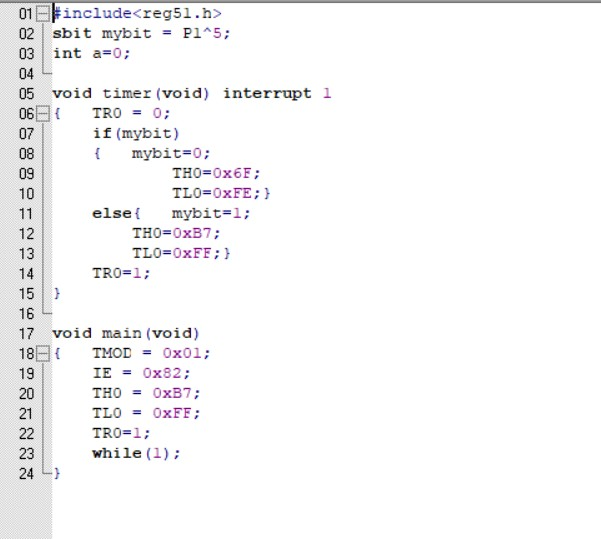 01 #include<reg51.h>
02 sbit mybit = P1^5;
03 int a=0;
04
05 void timer(void) interrupt 1
06 {    TR0 = 0;
07     if(mybit)
08     {    mybit=0;
09             TH0=0x6F;
10             TL0=0xFE;}
11     else{    mybit=1;
12         TH0=0xB7;
13         TL0=0xFF;}
14     TR0=1;
15 }
16
17 void main(void)
18 {    TMOD = 0x01;
19     IE = 0x82;
20     TH0 = 0xB7;
21     TL0 = 0xFF;
22     TR0=1;
23     while(1);
24 }